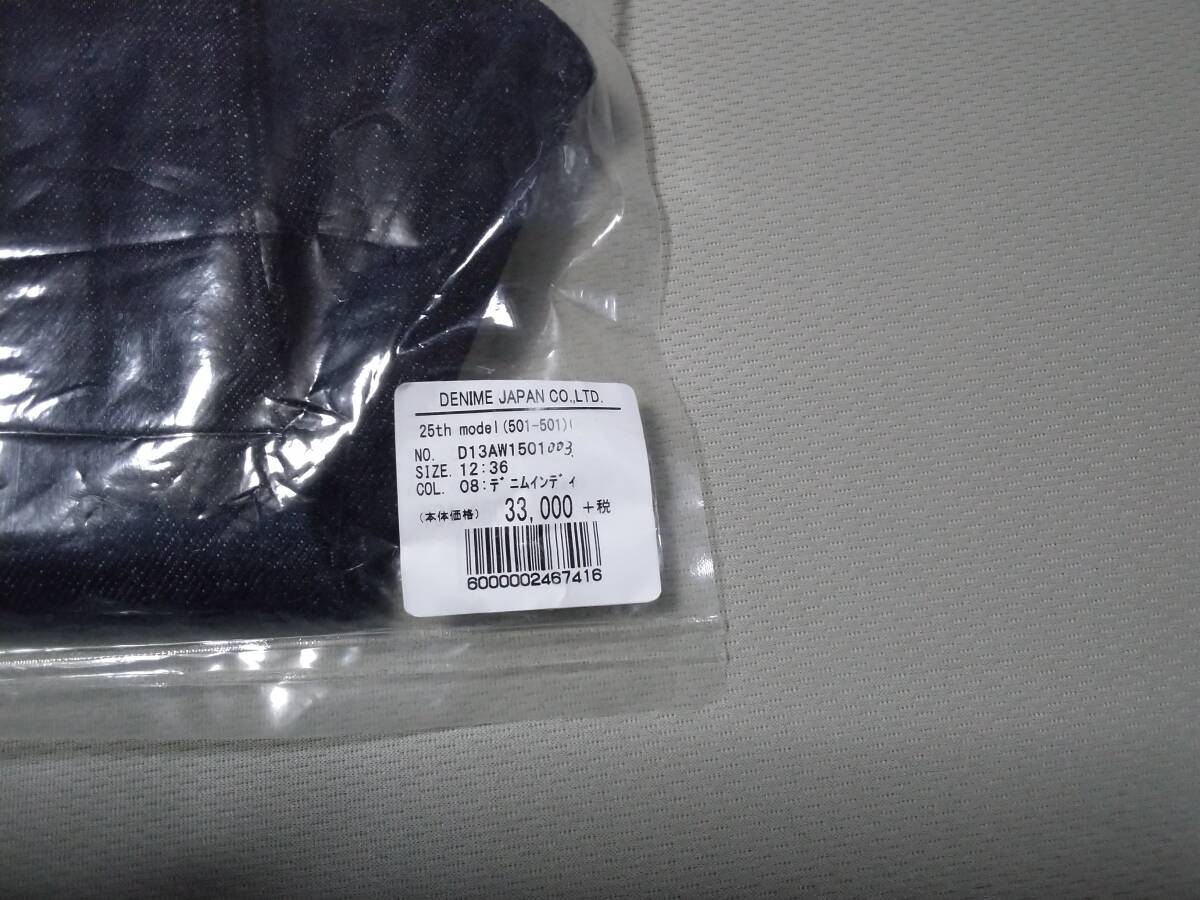 DENIME JAPAN CO.,LTD.
25th model(501-501)(
NO. D13AW1501003
SIZE. 12:36
COL. 08:ﾃﾞﾆﾑｲﾝﾃﾞｨ
(本体価格) 33,000 +税
6000002467416